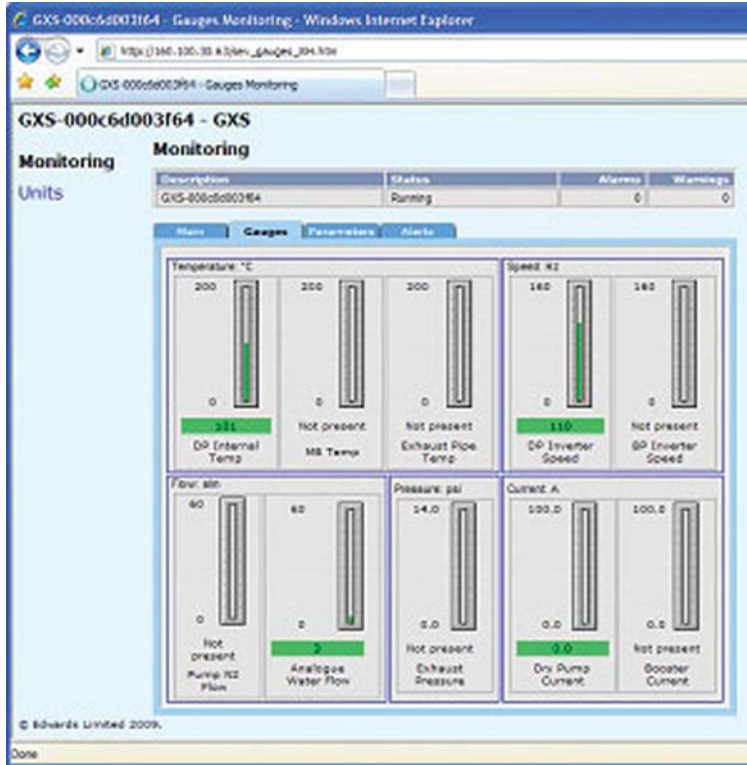 GXS-000c6d003f64 - Gauges Monitoring - Windows Internet Explorer
GXS-000c6d003f64 - Gauges Monitoring
GXS-000c6d003f64 - GXS
Monitoring
Units
Monitoring
Description Status Alarms Warnings
GXS-000c6d003f64 Running 0 0
Main Gauges Parameters Alerts
Temperature: °C
Speed: HZ
200 200 200 160 160
0 0 0 0 0
101 Not present Not present 110 Not present
DP Internal Temp
MB Temp
Exhaust Pipe Temp
DP Inverter Speed
BP Inverter Speed
Flow: slm
Pressure: psi
Current: A
60 60 14.0 100.0 100.0
0 0 0.0 0.0 0.0
Not present
3
Not present
0.0
Not present
Pump N2 Flow
Analogue Water Flow
Exhaust Pressure
Dry Pump Current
Booster Current
© Edwards Limited 2009.
Done